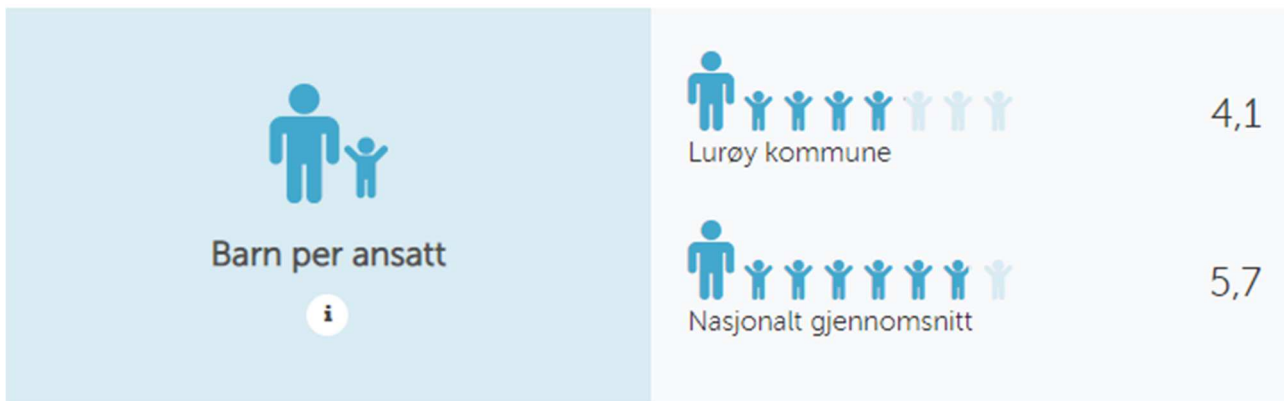 Barn per ansatt
i
4,1
Lurøy kommune
5,7
Nasjonalt gjennomsnitt